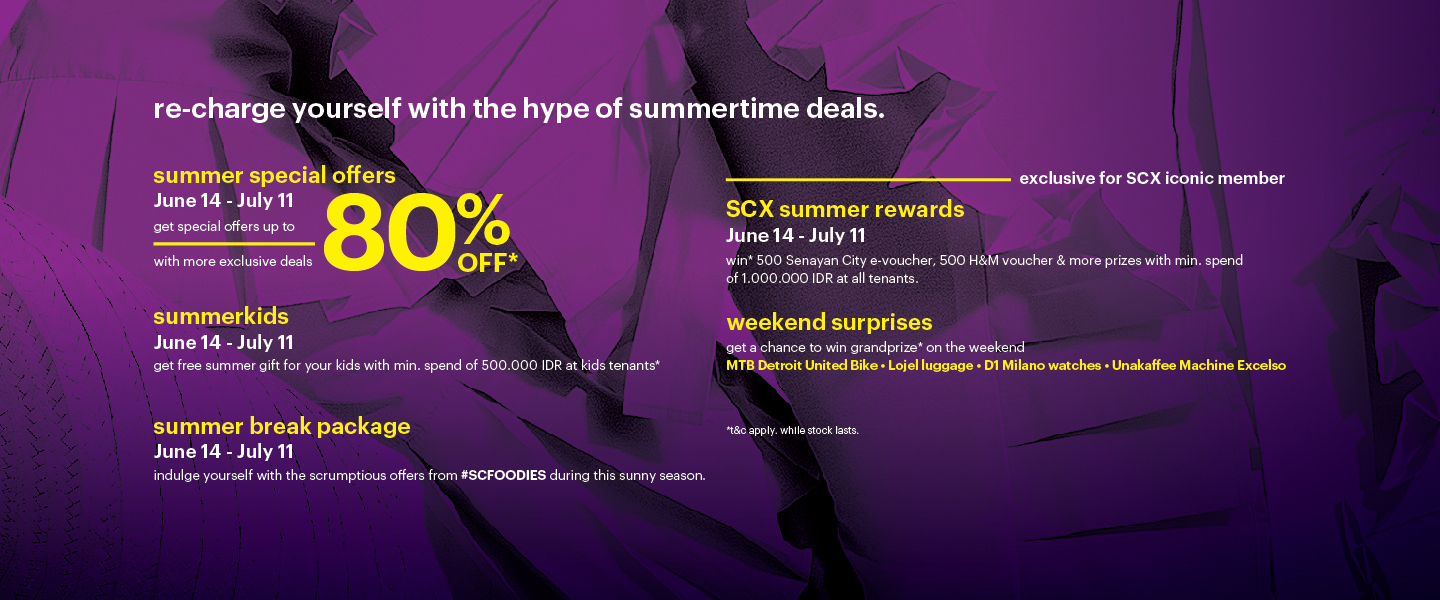 re-charge yourself with the hype of summertime deals.
summer special offers
June 14 - July 11
get special offers up to
80% OFF*
with more exclusive deals
summerkids
June 14 - July 11
get free summer gift for your kids with min. spend of 500.000 IDR at kids tenants*
summer break package
June 14 - July 11
indulge yourself with the scrumptious offers from #SCFOODIES during this sunny season.
exclusive for SCX iconic member
SCX summer rewards
June 14 - July 11
win* 500 Senayan City e-voucher, 500 H&M voucher & more prizes with min. spend
of 1.000.000 IDR at all tenants.
weekend surprises
get a chance to win grandprize* on the weekend
MTB Detroit United Bike • Lojel luggage • D1 Milano watches • Unakaffee Machine Excelso
*t&c apply. while stock lasts.